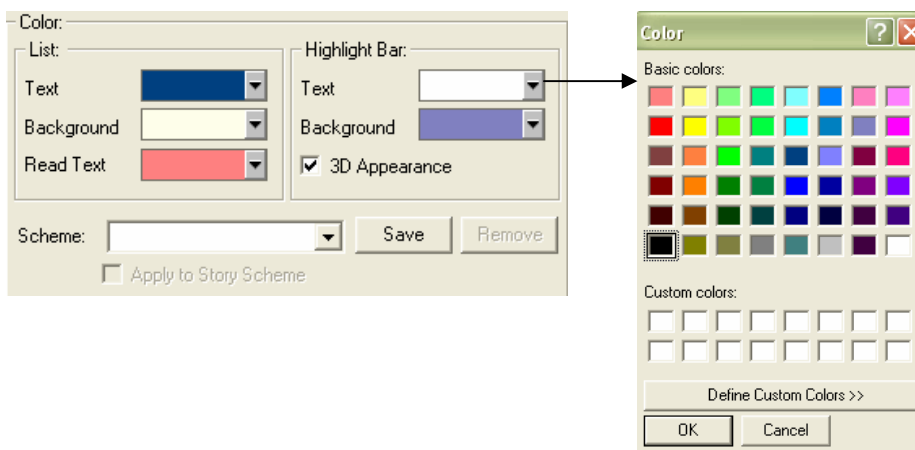 Color:
List:
Text
Background
Read Text
Highlight Bar:
Text
Background
3D Appearance
Scheme:
Save
Remove
Apply to Story Scheme
Color
?
Basic colors:
Custom colors:
Define Custom Colors >>
OK
Cancel